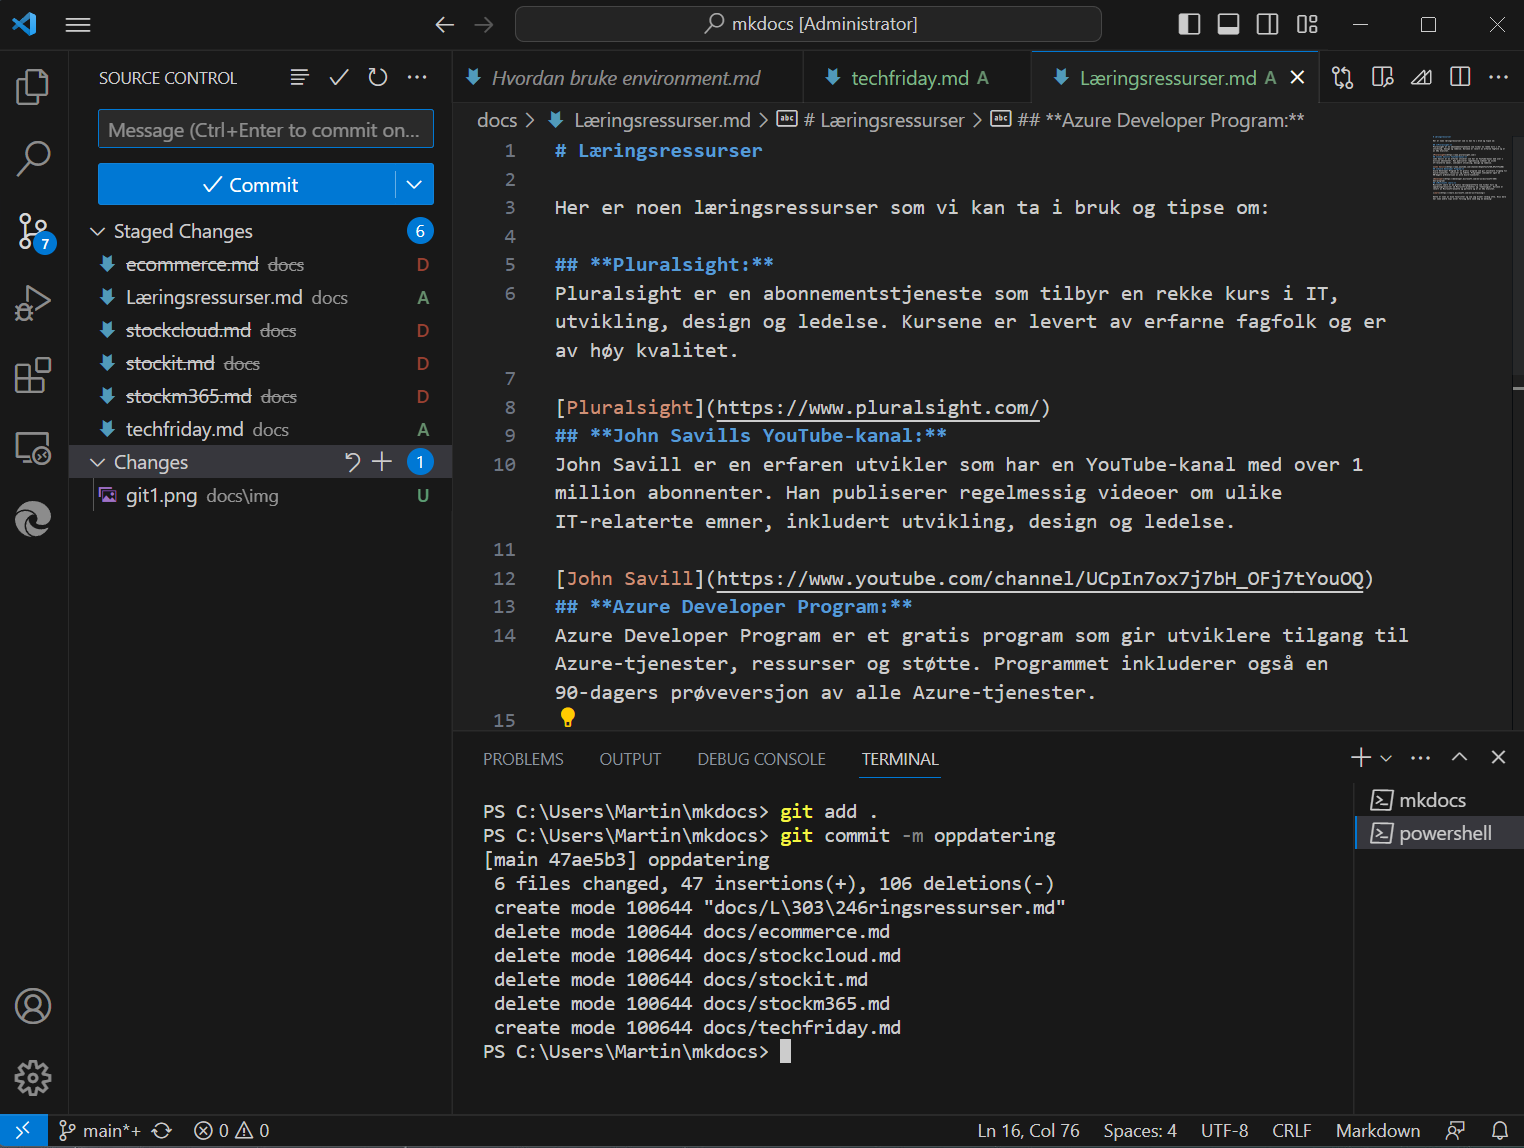 mkdocs [Administrator]
SOURCE CONTROL
Message (Ctrl+Enter to commit on...
Commit
Staged Changes 6
ecommerce.md docs D
Læringsressurser.md docs A
stockcloud.md docs D
stockit.md docs D
stockm365.md docs D
techfriday.md docs A
Changes 1
git1.png docs\img U
7
Hvordan bruke environment.md
techfriday.md A
Læringsressurser.md A
docs > Læringsressurser.md > # Læringsressurser > ## **Azure Developer Program:**
1 # Læringsressurser
2
3 Her er noen læringsressurser som vi kan ta i bruk og tipse om:
4
5 ## **Pluralsight:**
6 Pluralsight er en abonnementstjeneste som tilbyr en rekke kurs i IT,
utvikling, design og ledelse. Kursene er levert av erfarne fagfolk og er
av høy kvalitet.
7
8 [Pluralsight](https://www.pluralsight.com/)
9 ## **John Savills YouTube-kanal:**
10 John Savill er en erfaren utvikler som har en YouTube-kanal med over 1
million abonnenter. Han publiserer regelmessig videoer om ulike
IT-relaterte emner, inkludert utvikling, design og ledelse.
11
12 [John Savill](https://www.youtube.com/channel/UCpIn7ox7j7bH_OFj7tYouOQ)
13 ## **Azure Developer Program:**
14 Azure Developer Program er et gratis program som gir utviklere tilgang til
Azure-tjenester, ressurser og støtte. Programmet inkluderer også en
90-dagers prøveversjon av alle Azure-tjenester.
15
PROBLEMS OUTPUT DEBUG CONSOLE TERMINAL
PS C:\Users\Martin\mkdocs> git add .
PS C:\Users\Martin\mkdocs> git commit -m oppdatering
[main 47ae5b3] oppdatering
6 files changed, 47 insertions(+), 106 deletions(-)
create mode 100644 "docs/L\303\246ringsressurser.md"
delete mode 100644 docs/ecommerce.md
delete mode 100644 docs/stockcloud.md
delete mode 100644 docs/stockit.md
delete mode 100644 docs/stockm365.md
create mode 100644 docs/techfriday.md
PS C:\Users\Martin\mkdocs>
mkdocs
powershell
main*+ 0 0 Ln 16, Col 76 Spaces: 4 UTF-8 CRLF Markdown